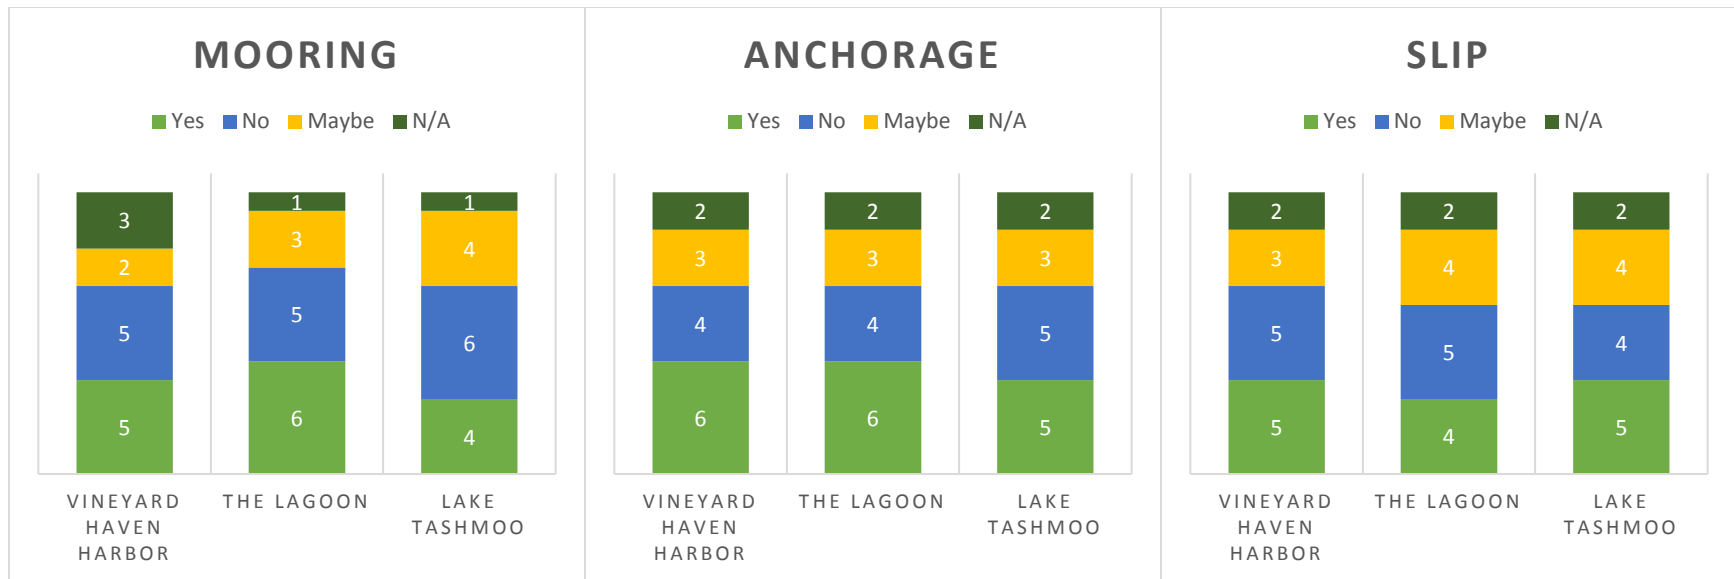 MOORING
Yes No Maybe N/A
3 1 1
2 3 4
5 5 6
5 6 4
VINEYARD HAVEN HARBOR
THE LAGOON
LAKE TASHMOO
ANCHORAGE
Yes No Maybe N/A
2 2 2
3 3 3
4 4 5
6 6 5
VINEYARD HAVEN HARBOR
THE LAGOON
LAKE TASHMOO
SLIP
Yes No Maybe N/A
2 2 2
3 4 4
5 5 4
5 4 5
VINEYARD HAVEN HARBOR
THE LAGOON
LAKE TASHMOO